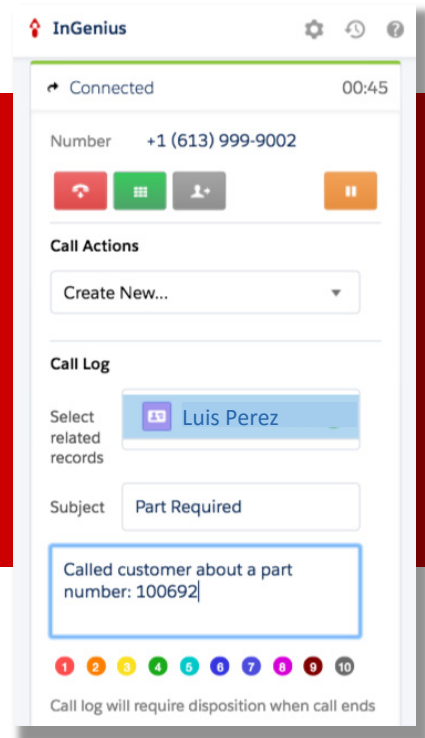 InGenius
Connected 00:45
Number +1 (613) 999-9002
Call Actions
Create New...
Call Log
Select
related
records
Luis Perez
Subject Part Required
Called customer about a part
number: 100692
1 2 3 4 5 6 7 8 9 10
Call log will require disposition when call ends